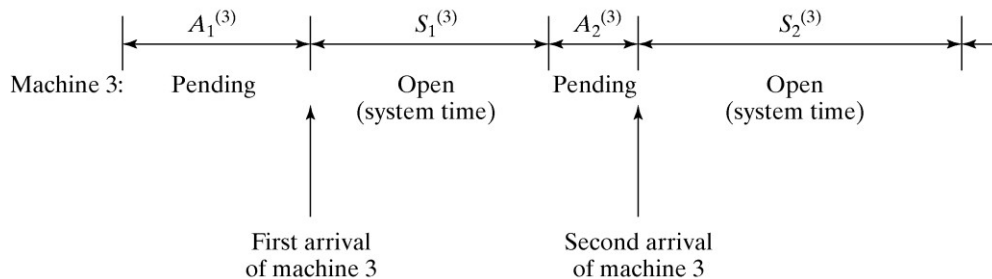 A₁⁽³⁾ S₁⁽³⁾ A₂⁽³⁾ S₂⁽³⁾
Machine 3: Pending Open Pending Open
(system time) (system time)
First arrival Second arrival
of machine 3 of machine 3